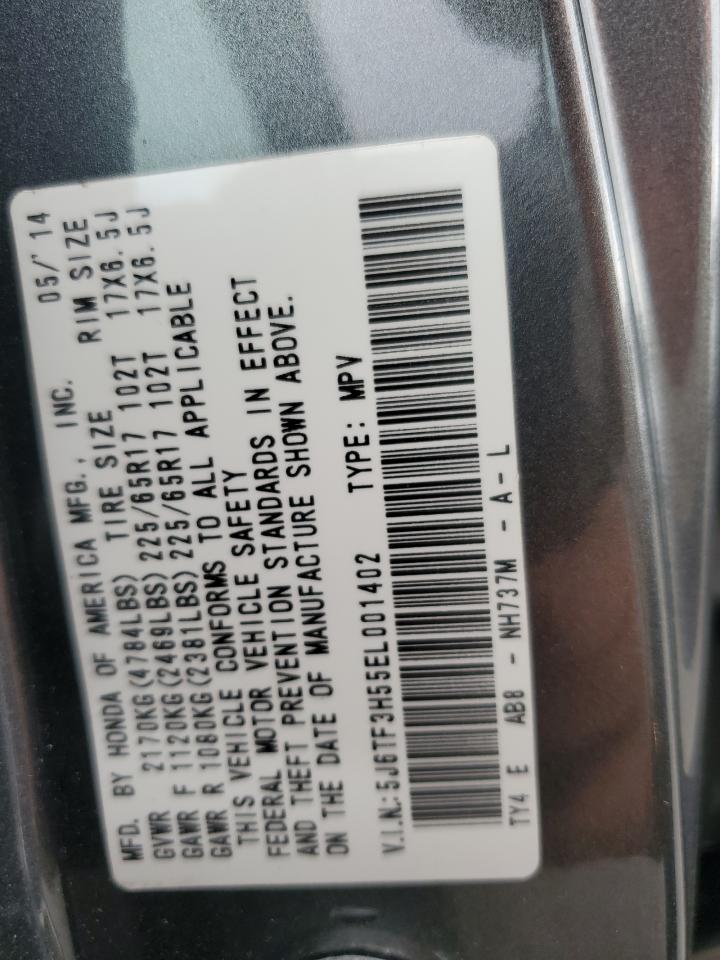 MFD. BY HONDA OF AMERICA MFG., INC. 05/'14
TIRE SIZE RIM SIZE
GVWR 2170KG(4784LBS)
GAWR F 1120KG(2469LBS) 225/65R17 102T 17X6.5J
GAWR R 1080KG(2381LBS) 225/65R17 102T 17X6.5J
THIS VEHICLE CONFORMS TO ALL APPLICABLE
FEDERAL MOTOR VEHICLE SAFETY
AND THEFT PREVENTION STANDARDS IN EFFECT
ON THE DATE OF MANUFACTURE SHOWN ABOVE.
V.I.N.:5J6TF3H55EL001402 TYPE: MPV
TY4 E AB8 - NH737M - A - L